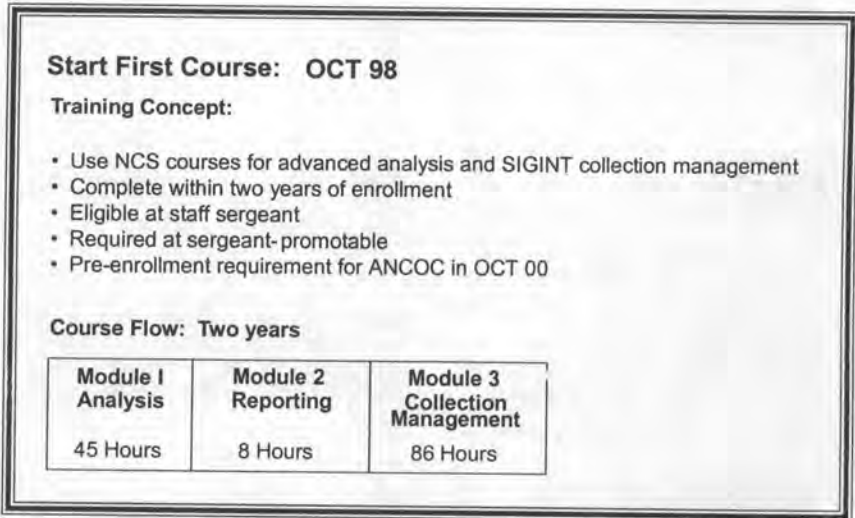 Start First Course: OCT 98
Training Concept:
• Use NCS courses for advanced analysis and SIGINT collection management
• Complete within two years of enrollment
• Eligible at staff sergeant
• Required at sergeant-promotable
• Pre-enrollment requirement for ANCOC in OCT 00
Course Flow: Two years
Module I
Analysis
45 Hours
Module 2
Reporting
8 Hours
Module 3
Collection
Management
86 Hours